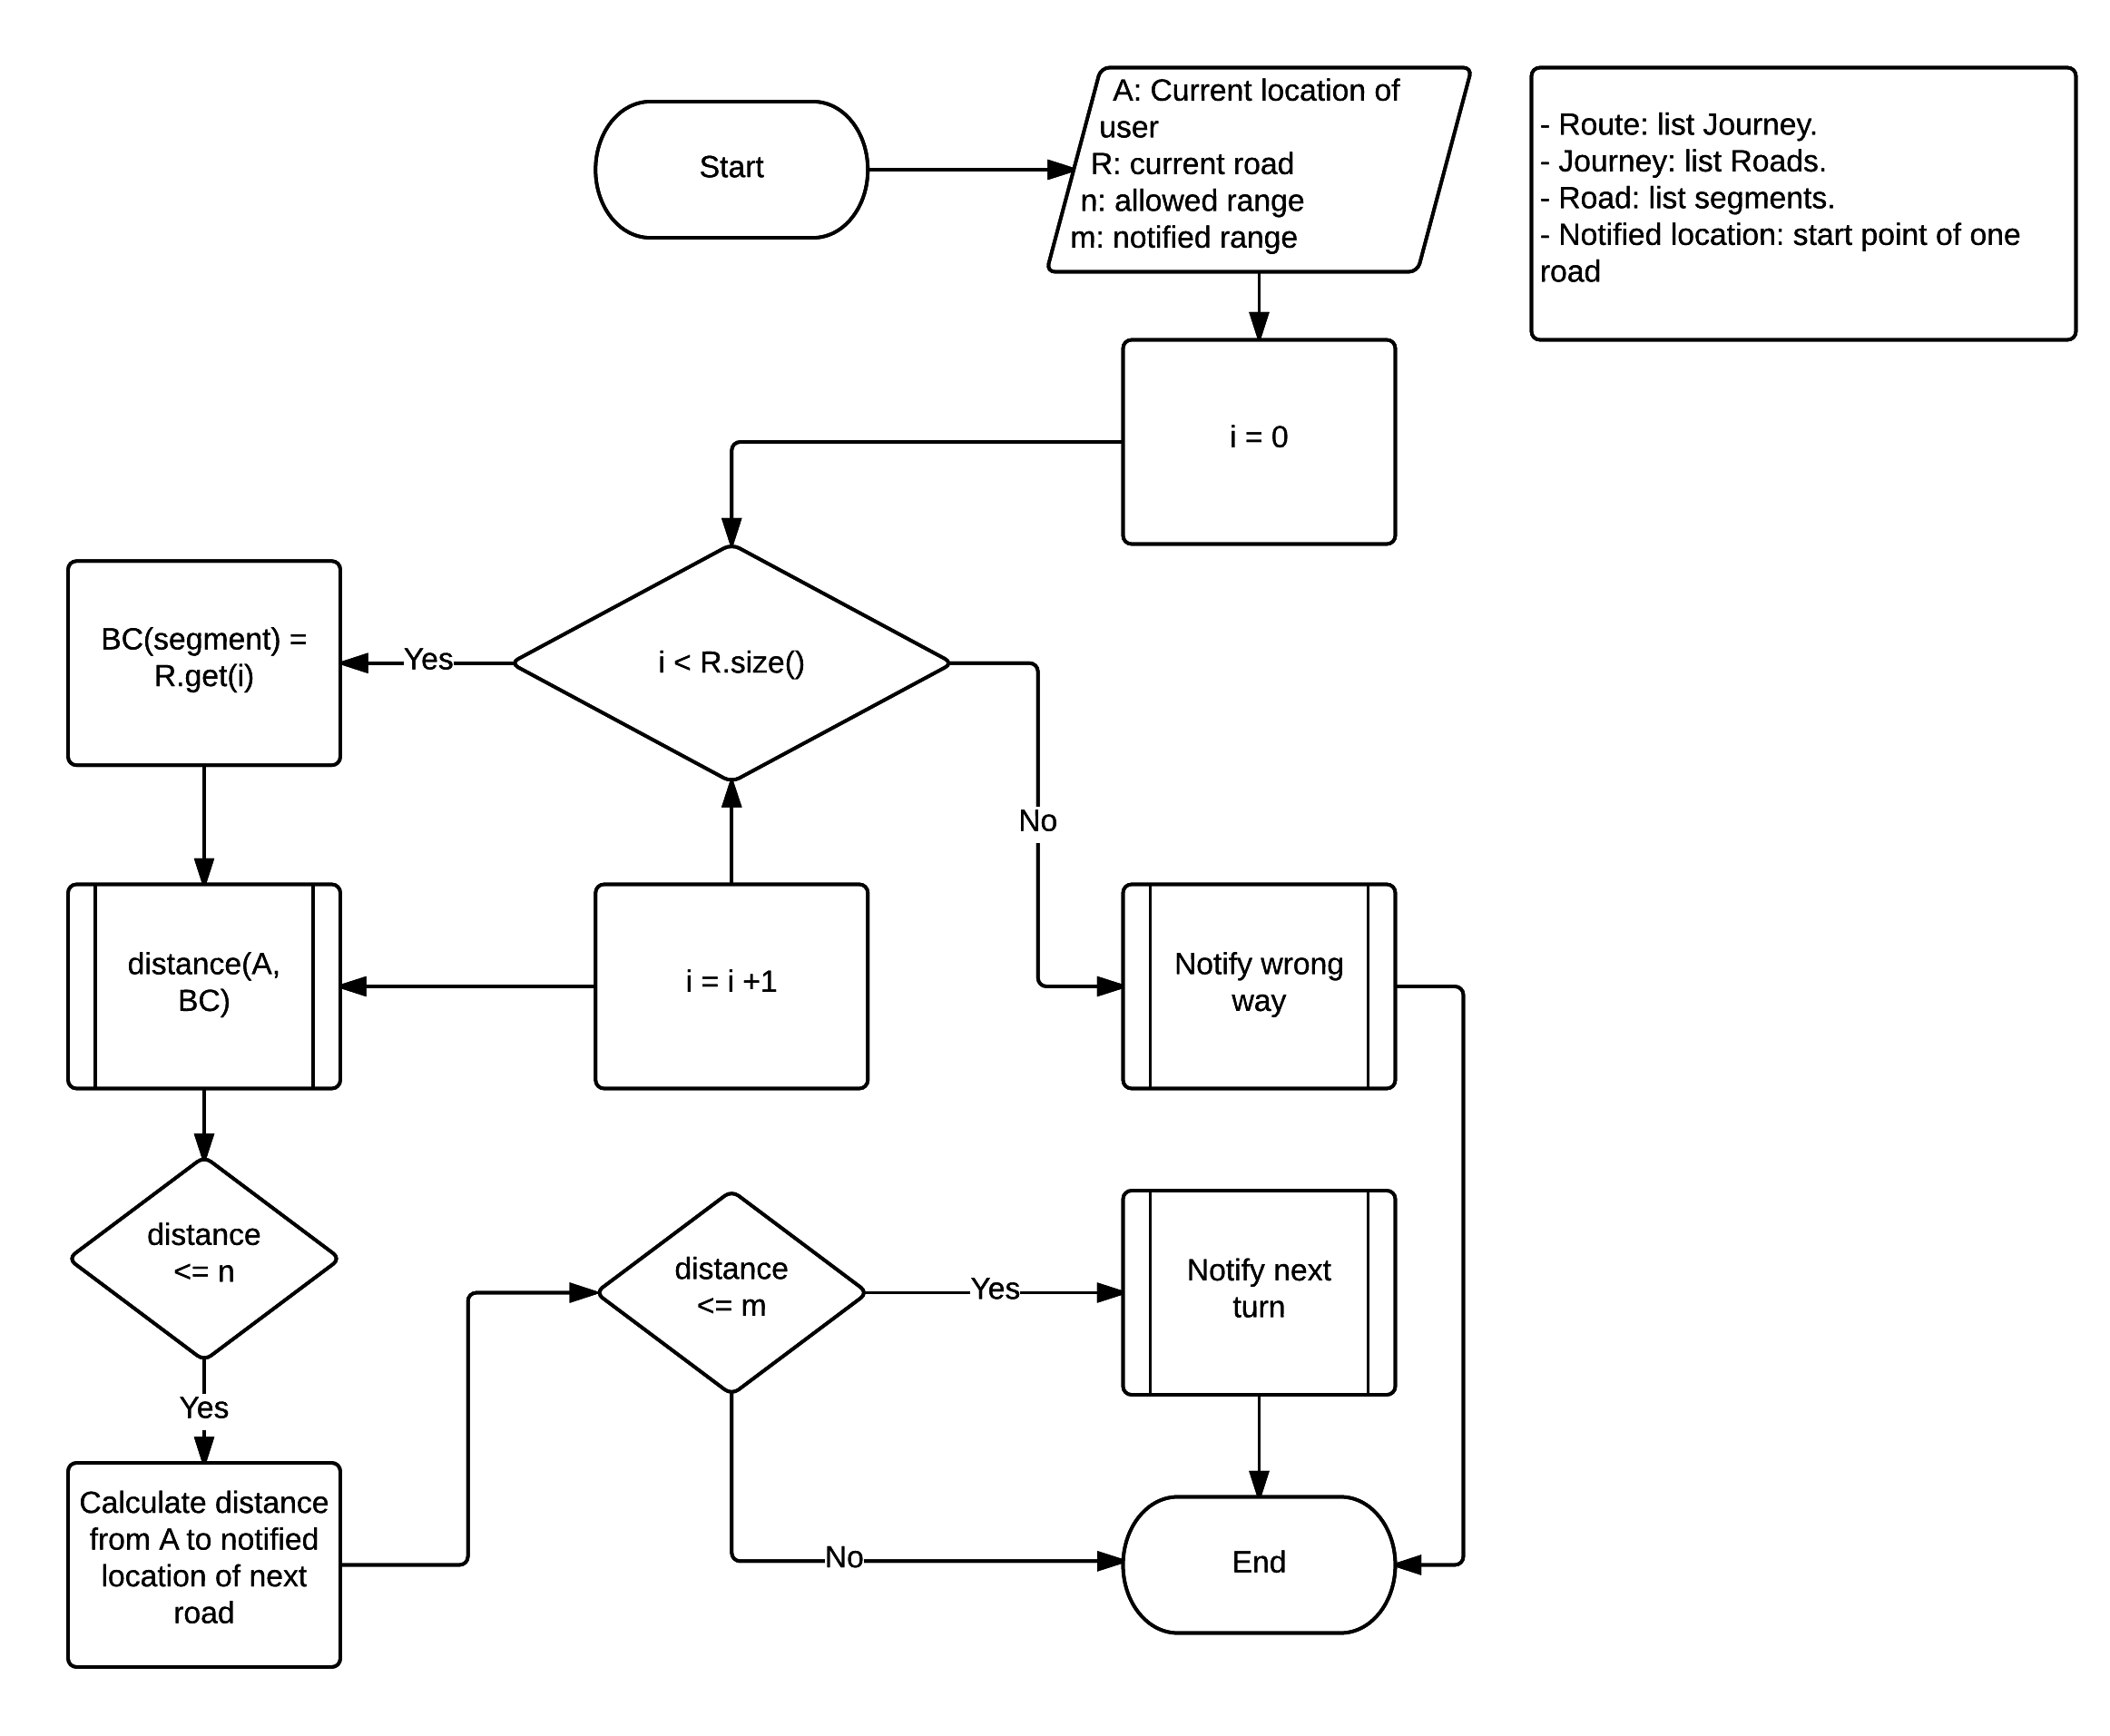 Start
A: Current location of
user
R: current road
n: allowed range
m: notified range
- Route: list Journey.
- Journey: list Roads.
- Road: list segments.
- Notified location: start point of one
road
i = 0
BC(segment) =
R.get(i)
Yes
i < R.size()
No
distance(A,
BC)
i = i +1
Notify wrong
way
distance
<= n
distance
<= m
Yes
Notify next
turn
Yes
Calculate distance
from A to notified
location of next
road
No
End